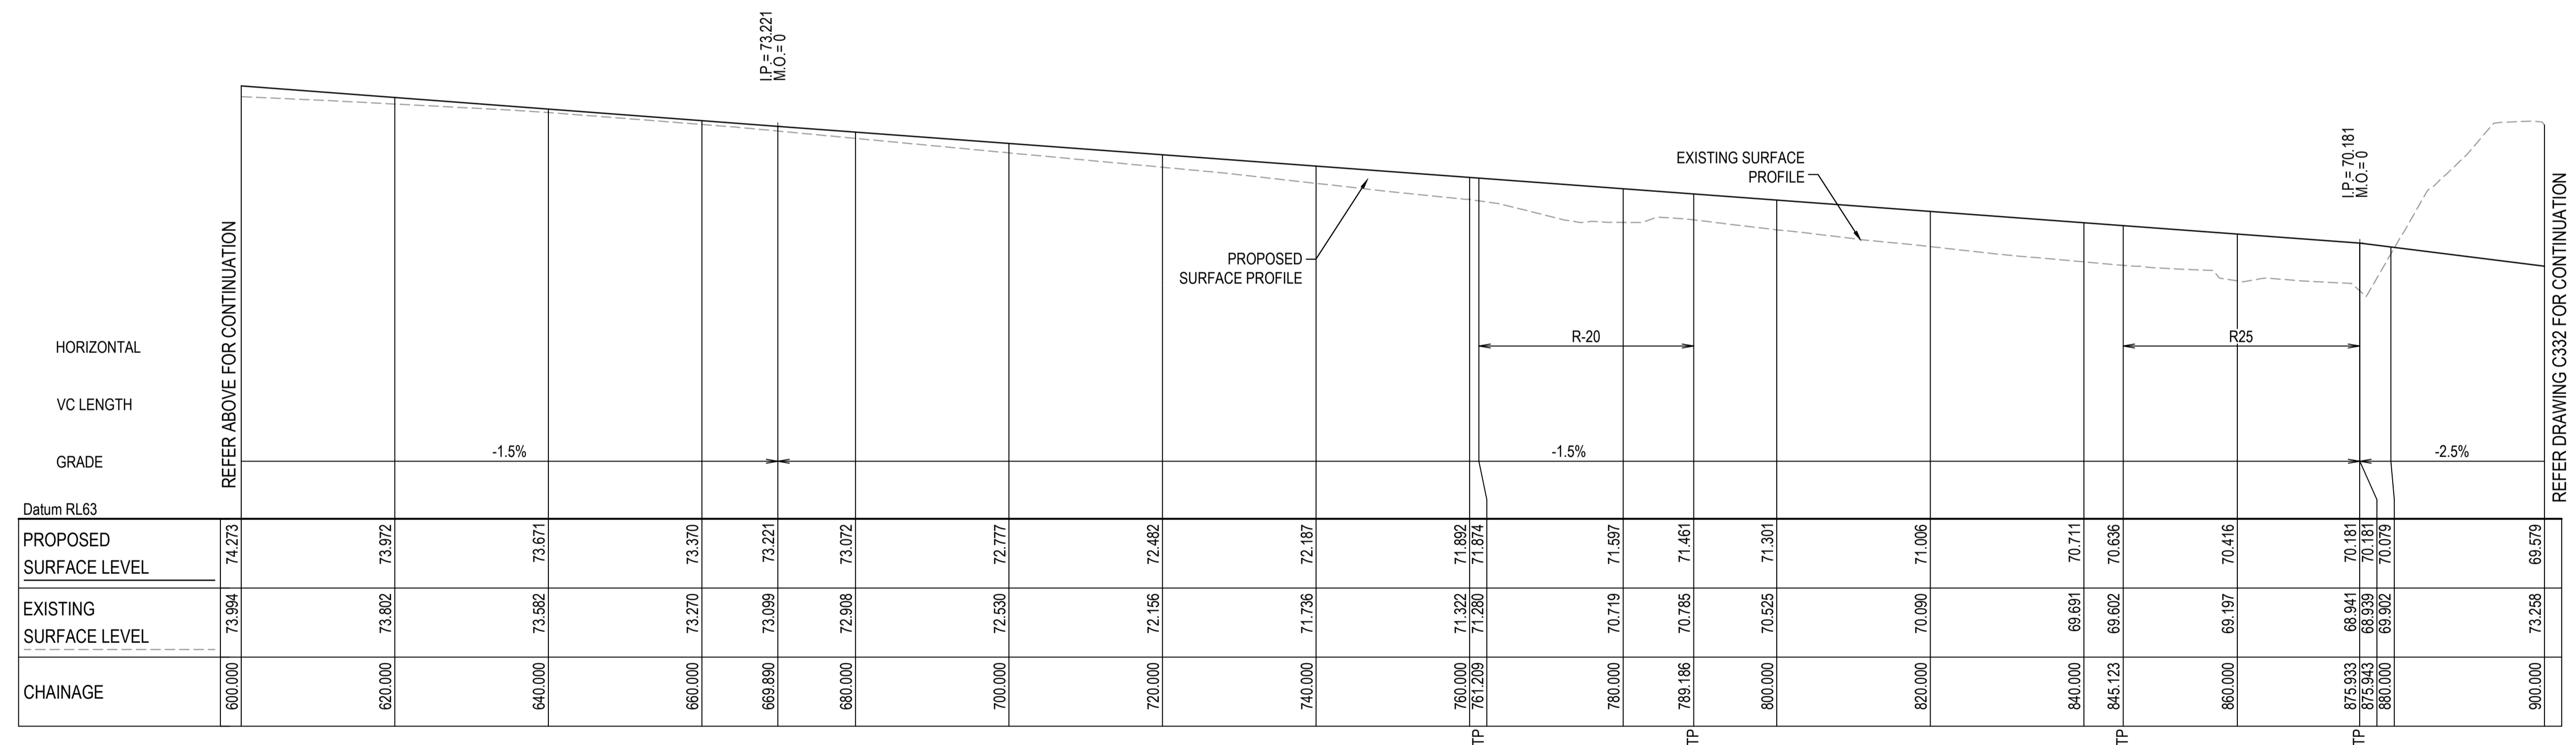 I.P.= 73.221
M.O.= 0
I.P.= 70.181
M.O.= 0
EXISTING SURFACE
PROFILE
PROPOSED
SURFACE PROFILE
REFER ABOVE FOR CONTINUATION
REFER DRAWING C332 FOR CONTINUATION
HORIZONTAL
R-20
R25
VC LENGTH
GRADE
-1.5%
-1.5%
-2.5%
Datum RL63
PROPOSED
SURFACE LEVEL
74.273
73.972
73.671
73.370
73.221
73.072
72.777
72.482
72.187
71.892
71.874
71.597
71.461
71.301
71.006
70.711
70.636
70.416
70.181
70.181
70.079
69.579
EXISTING
SURFACE LEVEL
73.994
73.802
73.582
73.270
73.099
72.908
72.530
72.156
71.736
71.322
71.280
70.719
70.785
70.525
70.090
69.691
69.602
69.197
68.941
68.939
69.902
73.258
CHAINAGE
600.000
620.000
640.000
660.000
669.890
680.000
700.000
720.000
740.000
760.000
761.209
780.000
789.186
800.000
820.000
840.000
845.123
860.000
875.933
875.943
880.000
900.000
TP
TP
TP
TP